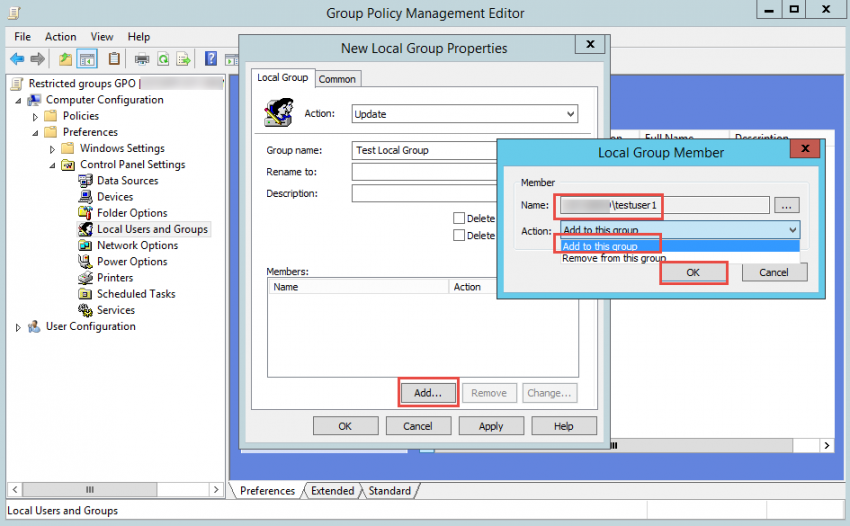 Group Policy Management Editor
File Action View Help
New Local Group Properties
Restricted groups GPO [
Computer Configuration
Policies
Preferences
Windows Settings
Control Panel Settings
Data Sources
Devices
Folder Options
Local Users and Groups
Network Options
Power Options
Printers
Scheduled Tasks
Services
User Configuration
Local Group Common
Action: Update
Group name: Test Local Group
Rename to:
Description:
Delete
Delete
Members:
Name Action
Add... Remove Change...
OK Cancel Apply Help
Full Name Description
Local Group Member
Member
Name: \testuser1 ...
Action: Add to this group
Add to this group
Remove from this group
OK Cancel
Preferences Extended Standard
Local Users and Groups